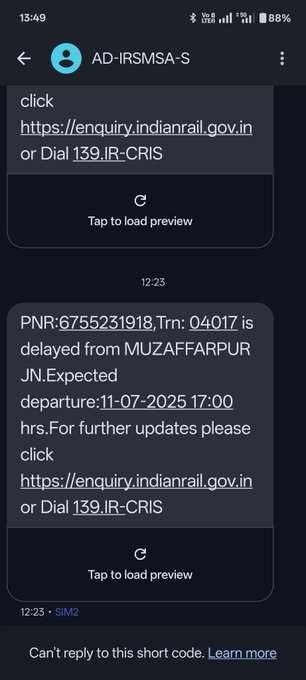 13:49
Vo LTE 5G 88%
AD-IRSMSA-S
click
https://enquiry.indianrail.gov.in
or Dial 139.IR-CRIS
Tap to load preview
12:23
PNR:6755231918,Trn: 04017 is
delayed from MUZAFFARPUR
JN.Expected
departure:11-07-2025 17:00
hrs.For further updates please
click
https://enquiry.indianrail.gov.in
or Dial 139.IR-CRIS
Tap to load preview
12:23 • SIM2
Can't reply to this short code. Learn more